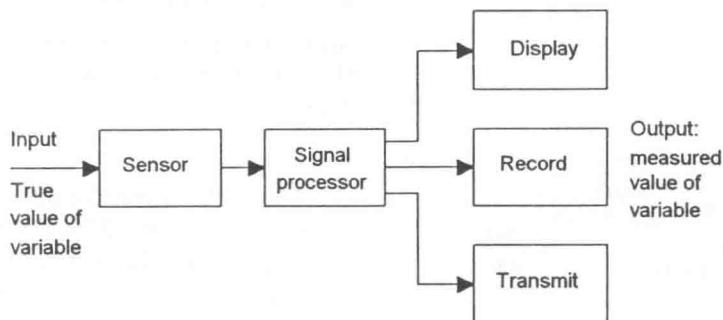 Display
Input
Sensor
Signal
processor
Record
Output:
measured
value of
variable
True
value of
variable
Transmit